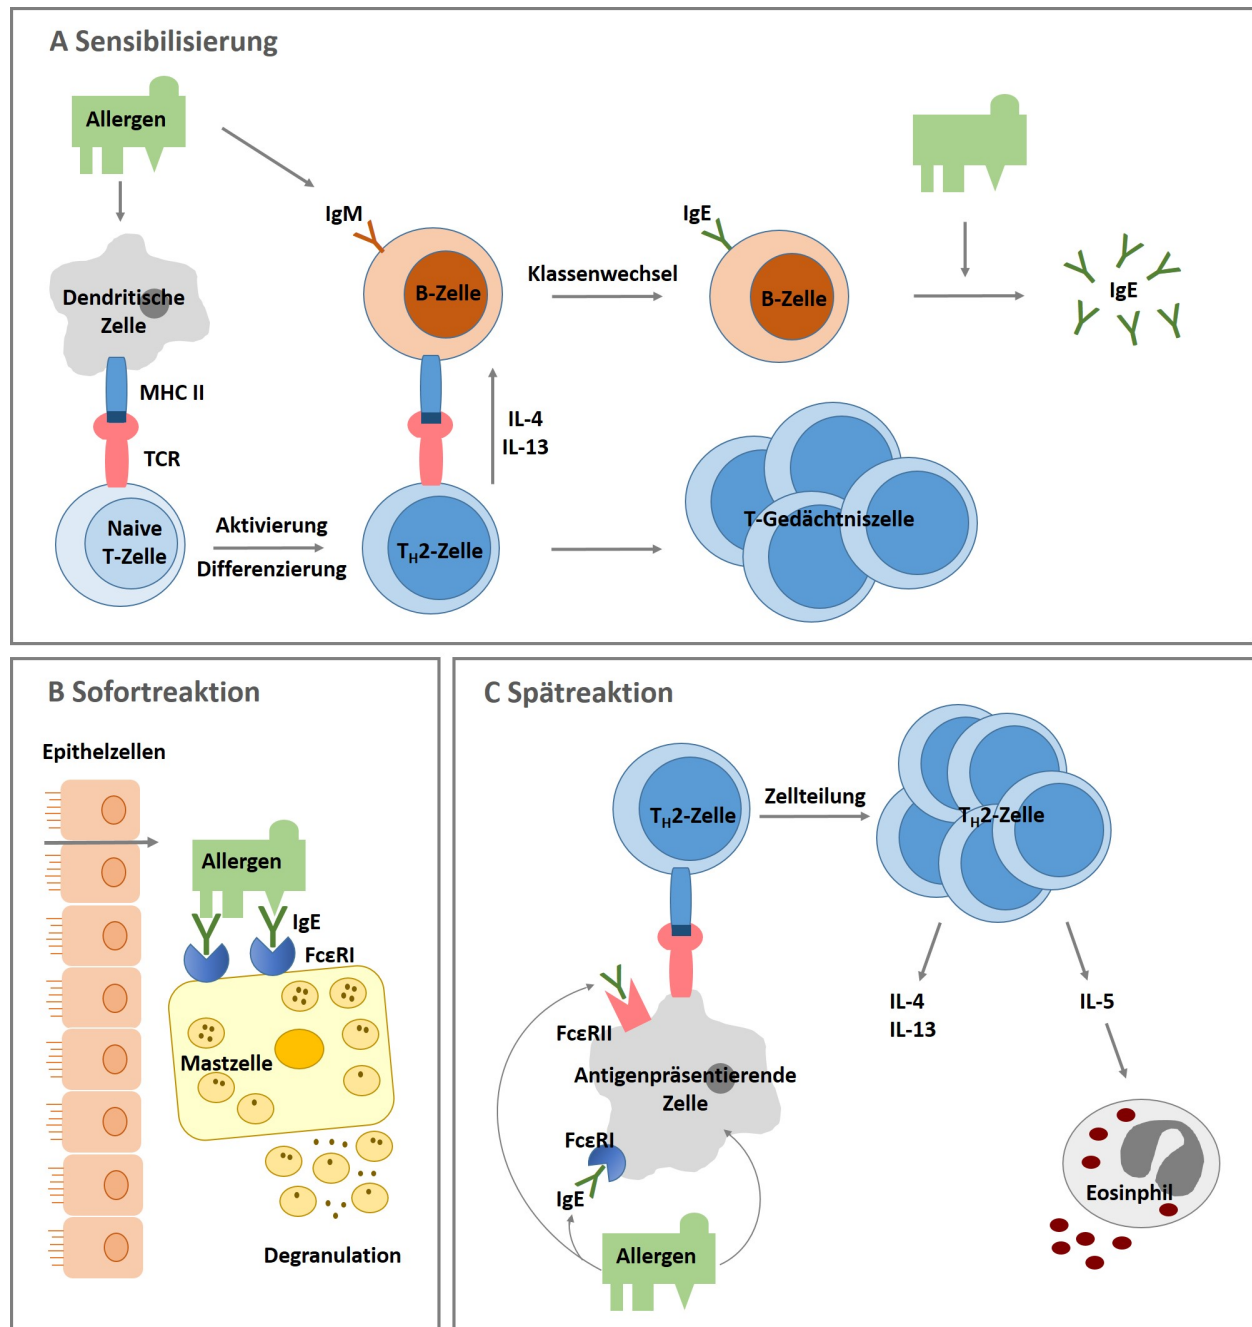 A Sensibilisierung
Allergen
IgM
IgE
Dendritische
Zelle
B-Zelle
Klassenwechsel
B-Zelle
IgE
MHC II
IL-4
IL-13
TCR
Naive
T-Zelle
Aktivierung
Differenzierung
TH2-Zelle
T-Gedächtniszelle
B Sofortreaktion
Epithelzellen
Allergen
IgE
FcεRI
Mastzelle
Degranulation
C Spätreaktion
TH2-Zelle
Zellteilung
TH2-Zelle
IL-4
IL-13
IL-5
FcεRII
Antigenpräsentierende
Zelle
FcεRI
IgE
Allergen
Eosinphil